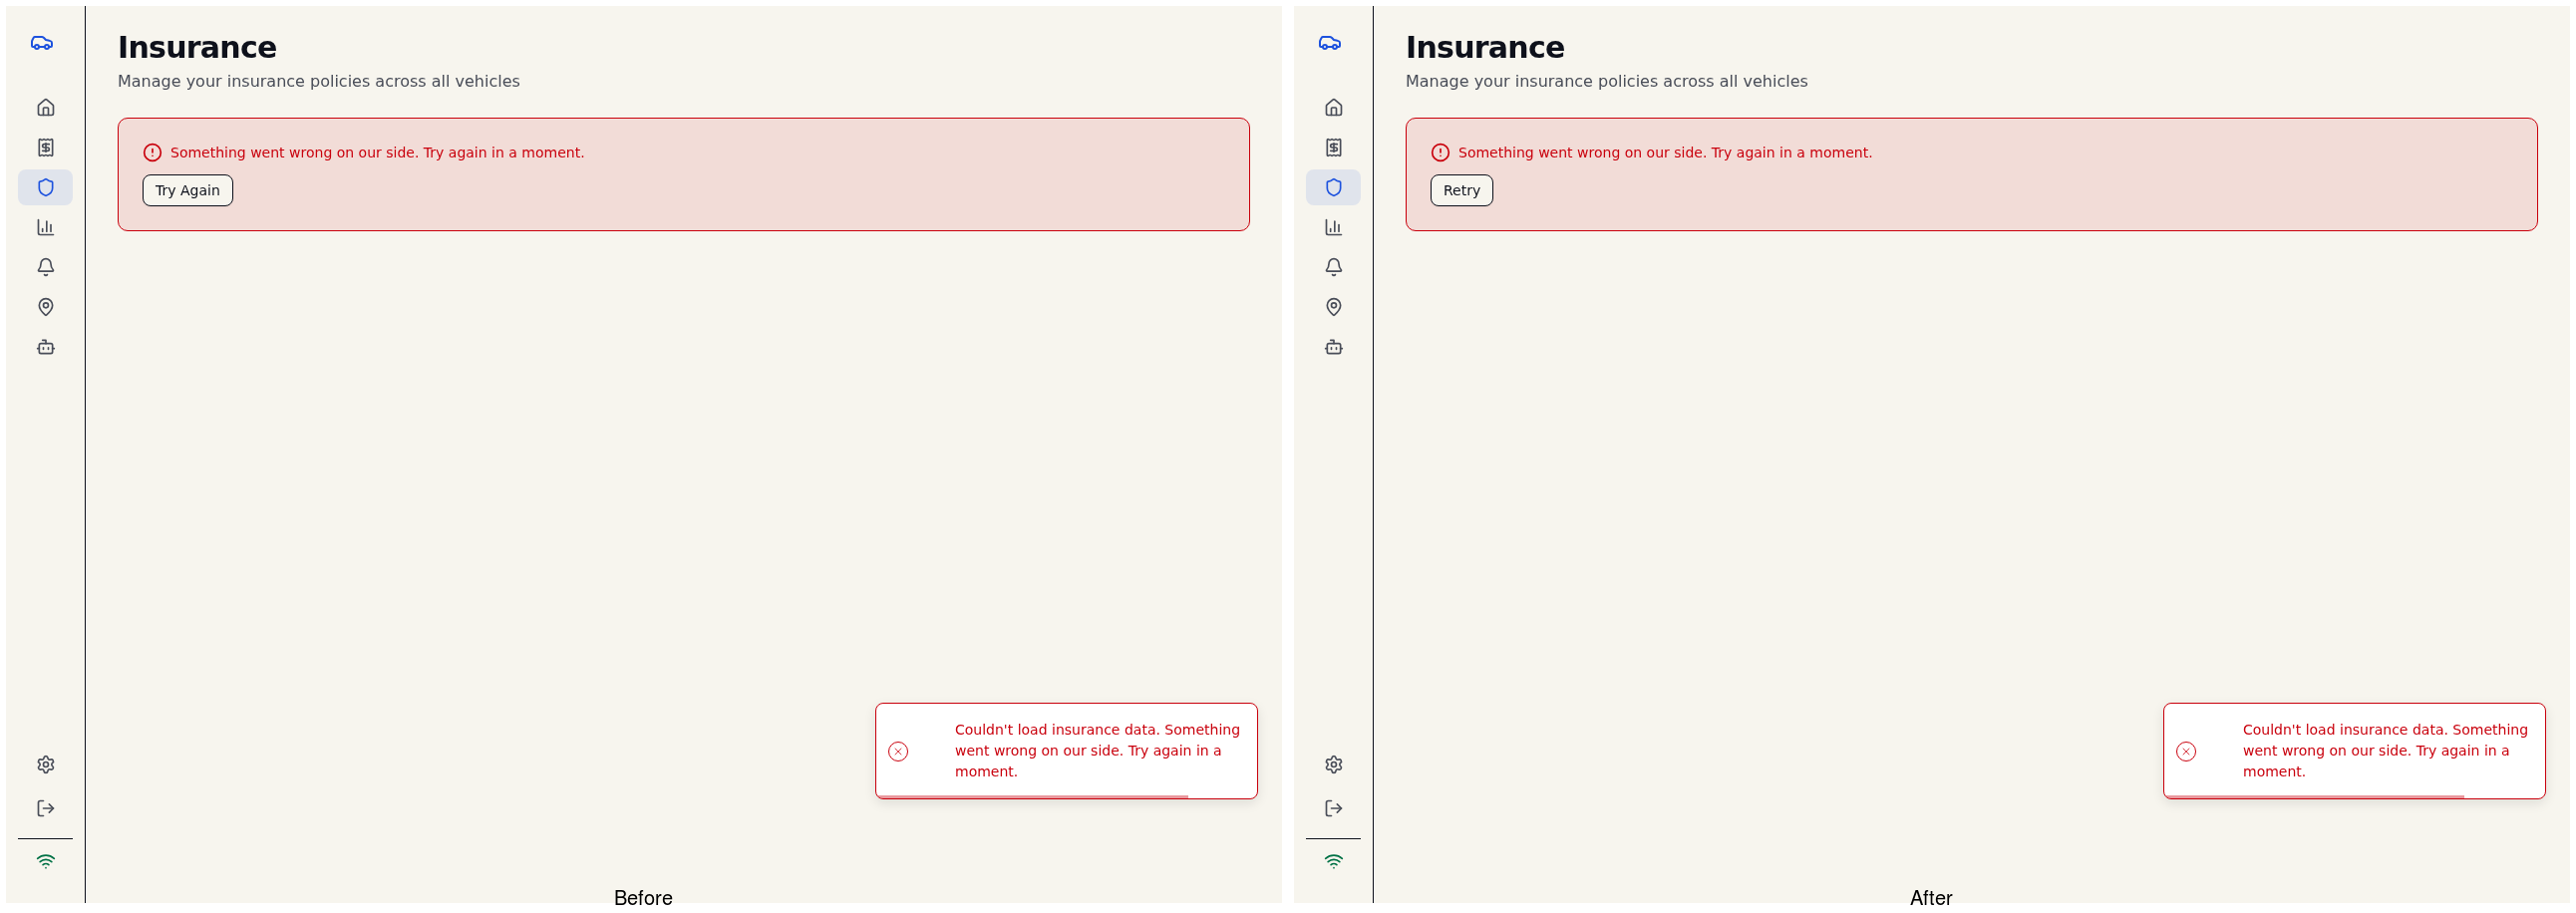 Insurance
Manage your insurance policies across all vehicles
Something went wrong on our side. Try again in a moment.
Try Again
Couldn't load insurance data. Something
went wrong on our side. Try again in a
moment.
Before
Insurance
Manage your insurance policies across all vehicles
Something went wrong on our side. Try again in a moment.
Retry
Couldn't load insurance data. Something
went wrong on our side. Try again in a
moment.
After